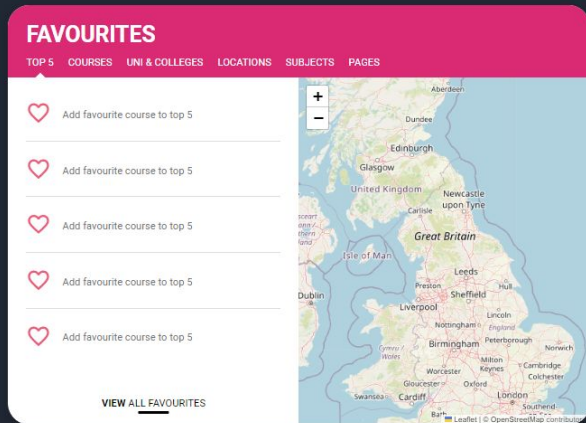 FAVOURITES
TOP 5 COURSES UNI & COLLEGES LOCATIONS SUBJECTS PAGES
Add favourite course to top 5
Add favourite course to top 5
Add favourite course to top 5
Add favourite course to top 5
Add favourite course to top 5
VIEW ALL FAVOURITES
+
−
Aberdeen
Dundee
Edinburgh
Glasgow
United Kingdom
Newcastle
upon Tyne
Carlisle
Great Britain
Isle of Man
Leeds
Preston
Sheffield
Hull
Dublin
Liverpool
Lincoln
Nottingham
England
Peterborough
Norwich
Birmingham
Cymru /
Wales
Milton
Keynes
Cambridge
Worcester
Colchester
Gloucester
Oxford
Swansea
Cardiff
London
Southend-
Bath
Leaflet | © OpenStreetMap contributors